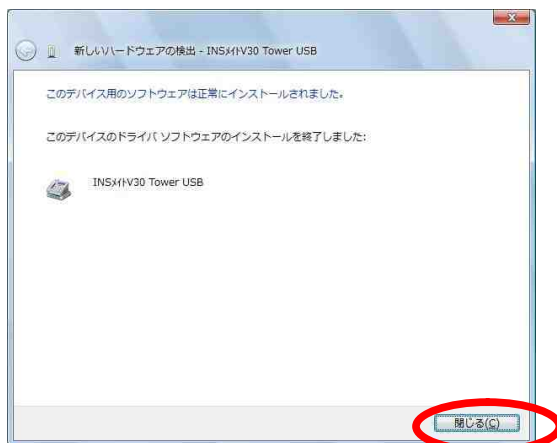 新しいハードウェアの検出 - INSﾒｲﾄV30 Tower USB
このデバイス用のソフトウェアは正常にインストールされました。
このデバイスのドライバ ソフトウェアのインストールを終了しました:
INSﾒｲﾄV30 Tower USB
閉じる(C)